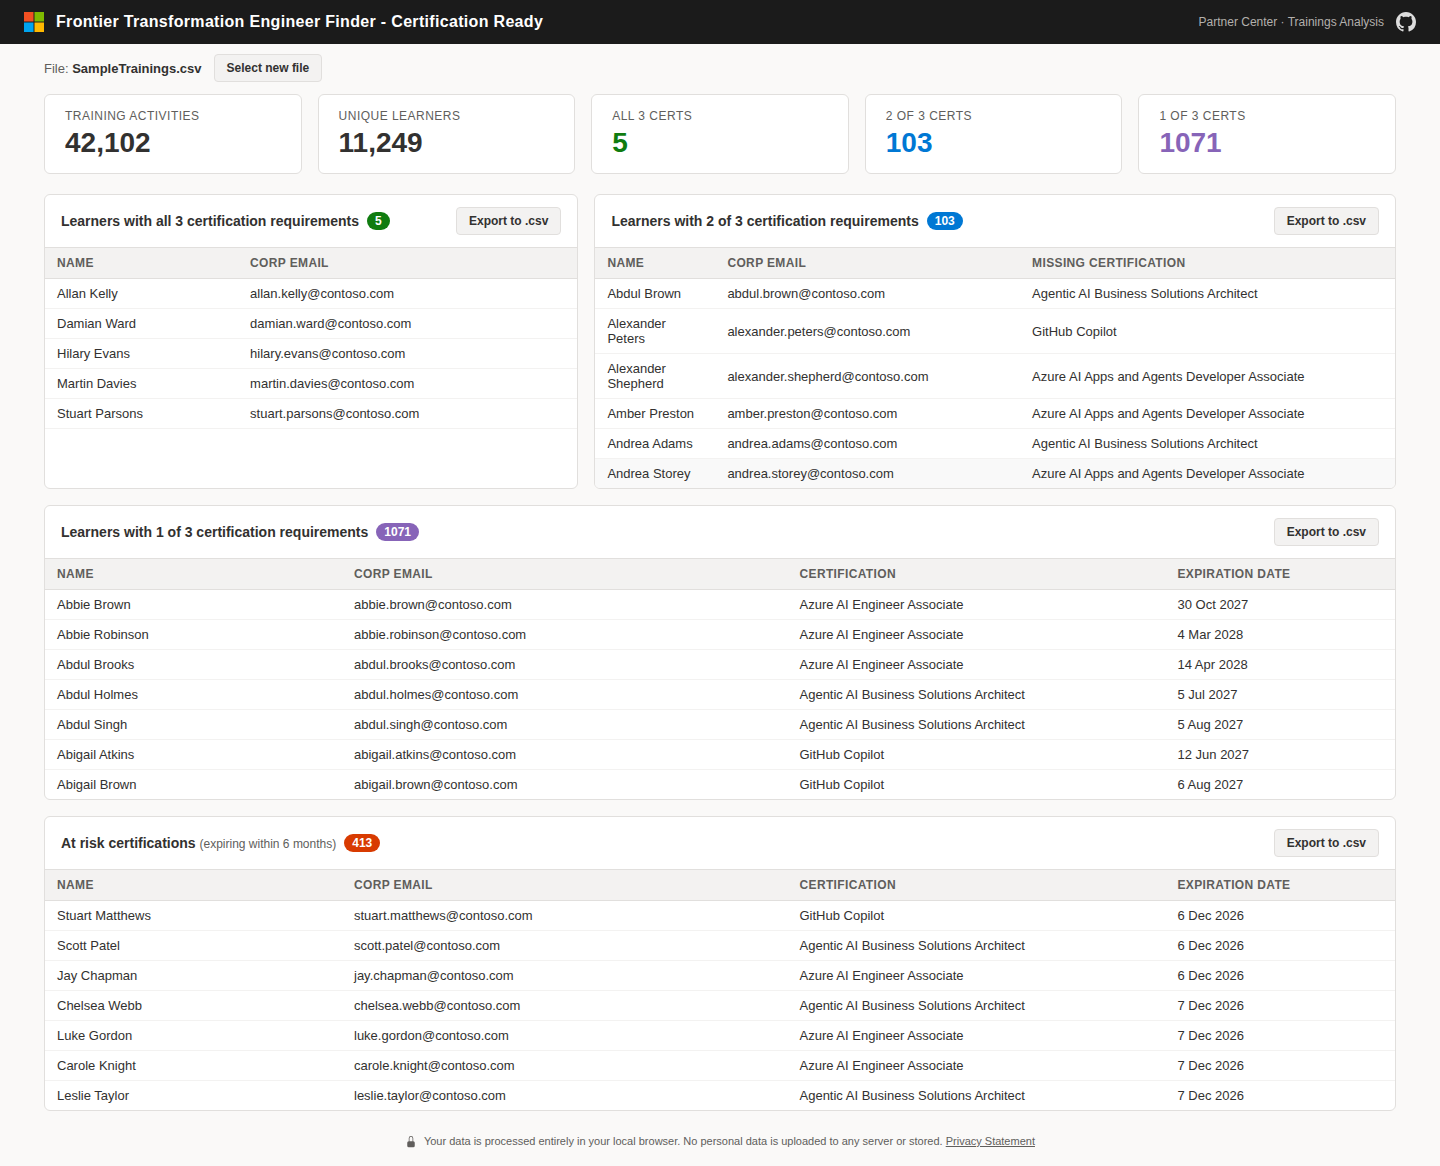 Frontier Transformation Engineer Finder - Certification Ready
Partner Center · Trainings Analysis
File: SampleTrainings.csv Select new file
TRAINING ACTIVITIES
42,102
UNIQUE LEARNERS
11,249
ALL 3 CERTS
5
2 OF 3 CERTS
103
1 OF 3 CERTS
1071
Learners with all 3 certification requirements 5 Export to .csv
NAME CORP EMAIL
Allan Kelly allan.kelly@contoso.com
Damian Ward damian.ward@contoso.com
Hilary Evans hilary.evans@contoso.com
Martin Davies martin.davies@contoso.com
Stuart Parsons stuart.parsons@contoso.com
Learners with 2 of 3 certification requirements 103 Export to .csv
NAME CORP EMAIL MISSING CERTIFICATION
Abdul Brown abdul.brown@contoso.com Agentic AI Business Solutions Architect
Alexander
Peters alexander.peters@contoso.com GitHub Copilot
Alexander
Shepherd alexander.shepherd@contoso.com Azure AI Apps and Agents Developer Associate
Amber Preston amber.preston@contoso.com Azure AI Apps and Agents Developer Associate
Andrea Adams andrea.adams@contoso.com Agentic AI Business Solutions Architect
Andrea Storey andrea.storey@contoso.com Azure AI Apps and Agents Developer Associate
Learners with 1 of 3 certification requirements 1071 Export to .csv
NAME CORP EMAIL CERTIFICATION EXPIRATION DATE
Abbie Brown abbie.brown@contoso.com Azure AI Engineer Associate 30 Oct 2027
Abbie Robinson abbie.robinson@contoso.com Azure AI Engineer Associate 4 Mar 2028
Abdul Brooks abdul.brooks@contoso.com Azure AI Engineer Associate 14 Apr 2028
Abdul Holmes abdul.holmes@contoso.com Agentic AI Business Solutions Architect 5 Jul 2027
Abdul Singh abdul.singh@contoso.com Agentic AI Business Solutions Architect 5 Aug 2027
Abigail Atkins abigail.atkins@contoso.com GitHub Copilot 12 Jun 2027
Abigail Brown abigail.brown@contoso.com GitHub Copilot 6 Aug 2027
At risk certifications (expiring within 6 months) 413 Export to .csv
NAME CORP EMAIL CERTIFICATION EXPIRATION DATE
Stuart Matthews stuart.matthews@contoso.com GitHub Copilot 6 Dec 2026
Scott Patel scott.patel@contoso.com Agentic AI Business Solutions Architect 6 Dec 2026
Jay Chapman jay.chapman@contoso.com Azure AI Engineer Associate 6 Dec 2026
Chelsea Webb chelsea.webb@contoso.com Agentic AI Business Solutions Architect 7 Dec 2026
Luke Gordon luke.gordon@contoso.com Azure AI Engineer Associate 7 Dec 2026
Carole Knight carole.knight@contoso.com Azure AI Engineer Associate 7 Dec 2026
Leslie Taylor leslie.taylor@contoso.com Agentic AI Business Solutions Architect 7 Dec 2026
Your data is processed entirely in your local browser. No personal data is uploaded to any server or stored. Privacy Statement